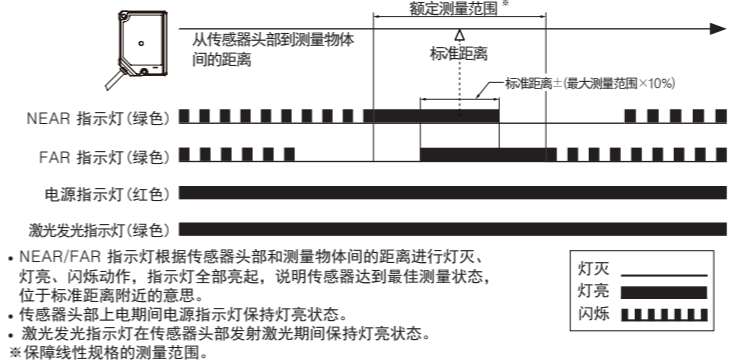 额定测量范围※
从传感器头部到测量物体
间的距离
标准距离
标准距离±(最大测量范围×10%)
NEAR 指示灯(绿色)
FAR 指示灯(绿色)
电源指示灯(红色)
激光发光指示灯(绿色)
• NEAR/FAR 指示灯根据传感器头部和测量物体间的距离进行灯灭、
灯亮、闪烁动作，指示灯全部亮起，说明传感器达到最佳测量状态，
位于标准距离附近的意思。
• 传感器头部上电期间电源指示灯保持灯亮状态。
• 激光发光指示灯在传感器头部发射激光期间保持灯亮状态。
※保障线性规格的测量范围。
灯灭
灯亮
闪烁